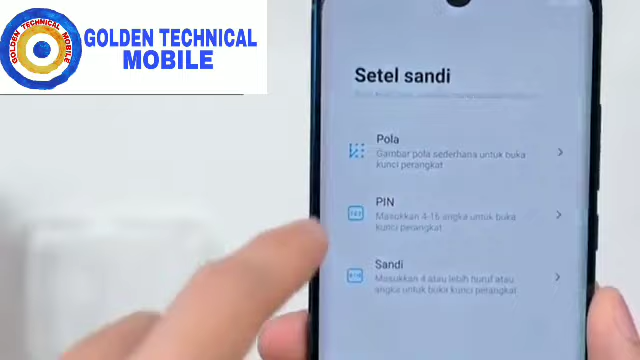 GOLDEN TECHNICAL MOBILE
GOLDEN TECHNICAL
MOBILE
Setel sandi
Pola
Gambar pola sederhana untuk buka
kunci perangkat
PIN
Masukkan 4-16 angka untuk buka
kunci perangkat
Sandi
Masukkan 4 atau lebih huruf atau
angka untuk buka kunci perangkat